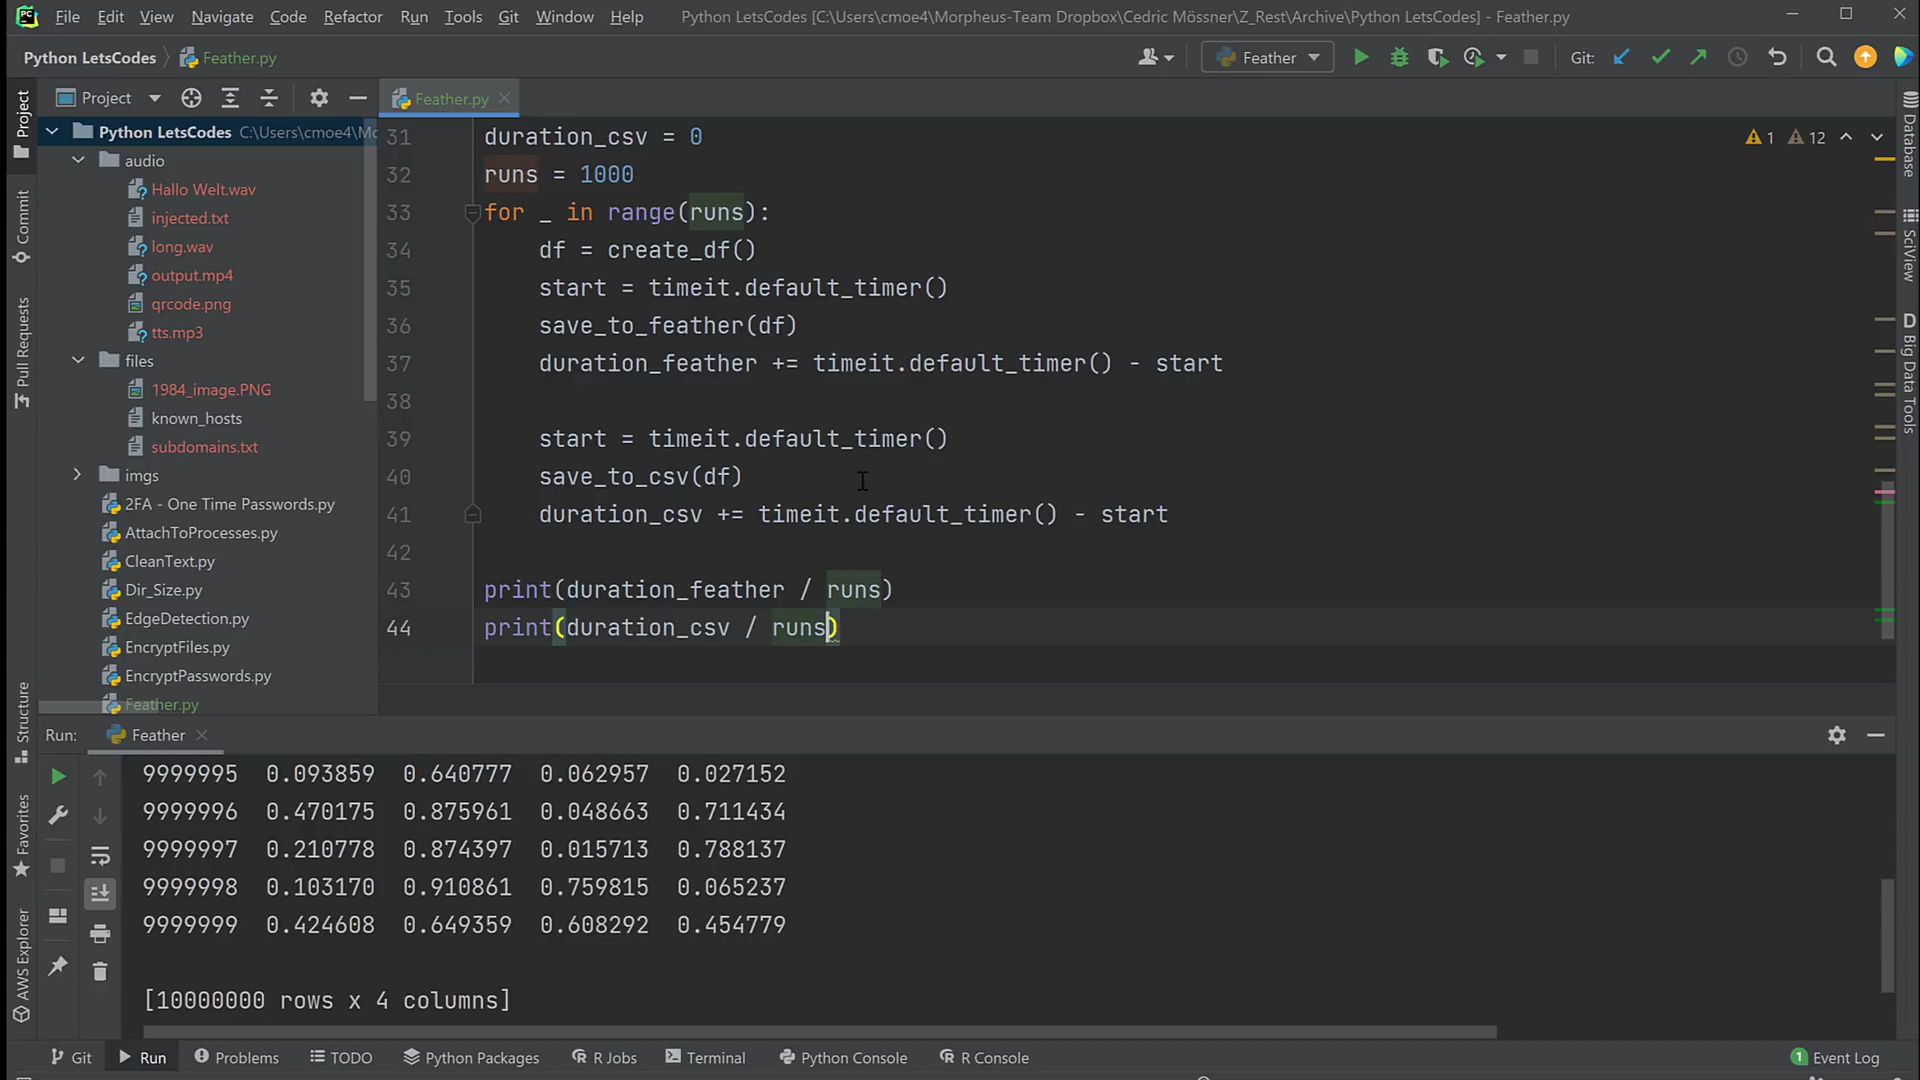 PC File Edit View Navigate Code Refactor Run Tools Git Window Help Python LetsCodes [C:\Users\cmoe4\Morpheus-Team Dropbox\Cedric Mössner\Z_Rest\Archive\Python LetsCodes] - Feather.py
Python LetsCodes Feather.py Feather Git:
Project Feather.py
Python LetsCodes C:\Users\cmoe4\Mo
audio
Hallo Welt.wav
injected.txt
long.wav
output.mp4
qrcode.png
tts.mp3
files
1984_image.PNG
known_hosts
subdomains.txt
imgs
2FA - One Time Passwords.py
AttachToProcesses.py
CleanText.py
Dir_Size.py
EdgeDetection.py
EncryptFiles.py
EncryptPasswords.py
Feather.py
Project
Commit
Pull Requests
Structure
Favorites
AWS Explorer
31 duration_csv = 0
32 runs = 1000
33 for _ in range(runs):
34 df = create_df()
35 start = timeit.default_timer()
36 save_to_feather(df)
37 duration_feather += timeit.default_timer() - start
38
39 start = timeit.default_timer()
40 save_to_csv(df)
41 duration_csv += timeit.default_timer() - start
42
43 print(duration_feather / runs)
44 print(duration_csv / runs)
1 12
Database
SciView
D Big Data Tools
Run: Feather
9999995 0.093859 0.640777 0.062957 0.027152
9999996 0.470175 0.875961 0.048663 0.711434
9999997 0.210778 0.874397 0.015713 0.788137
9999998 0.103170 0.910861 0.759815 0.065237
9999999 0.424608 0.649359 0.608292 0.454779
[10000000 rows x 4 columns]
Git Run Problems TODO Python Packages R Jobs Terminal Python Console R Console 1 Event Log